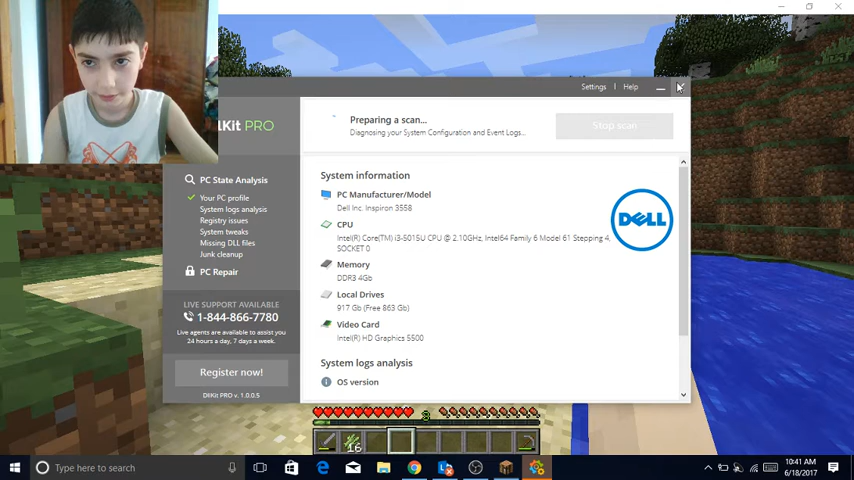 Settings | Help
lKit PRO
Preparing a scan...
Diagnosing your System Configuration and Event Logs...
Stop scan
PC State Analysis
Your PC profile
System logs analysis
Registry issues
System tweaks
Missing DLL files
Junk cleanup
PC Repair
LIVE SUPPORT AVAILABLE
1-844-866-7780
Live agents are available to assist you
24 hours a day, 7 days a week.
Register now!
DllKit PRO v. 1.0.0.5
System information
PC Manufacturer/Model
Dell Inc. Inspiron 3558
DELL
CPU
Intel(R) Core(TM) i3-5015U CPU @ 2.10GHz, Intel64 Family 6 Model 61 Stepping 4,
SOCKET 0
Memory
DDR3 4Gb
Local Drives
917 Gb (Free 863 Gb)
Video Card
Intel(R) HD Graphics 5500
System logs analysis
OS version
16
Type here to search
10:41 AM
6/18/2017